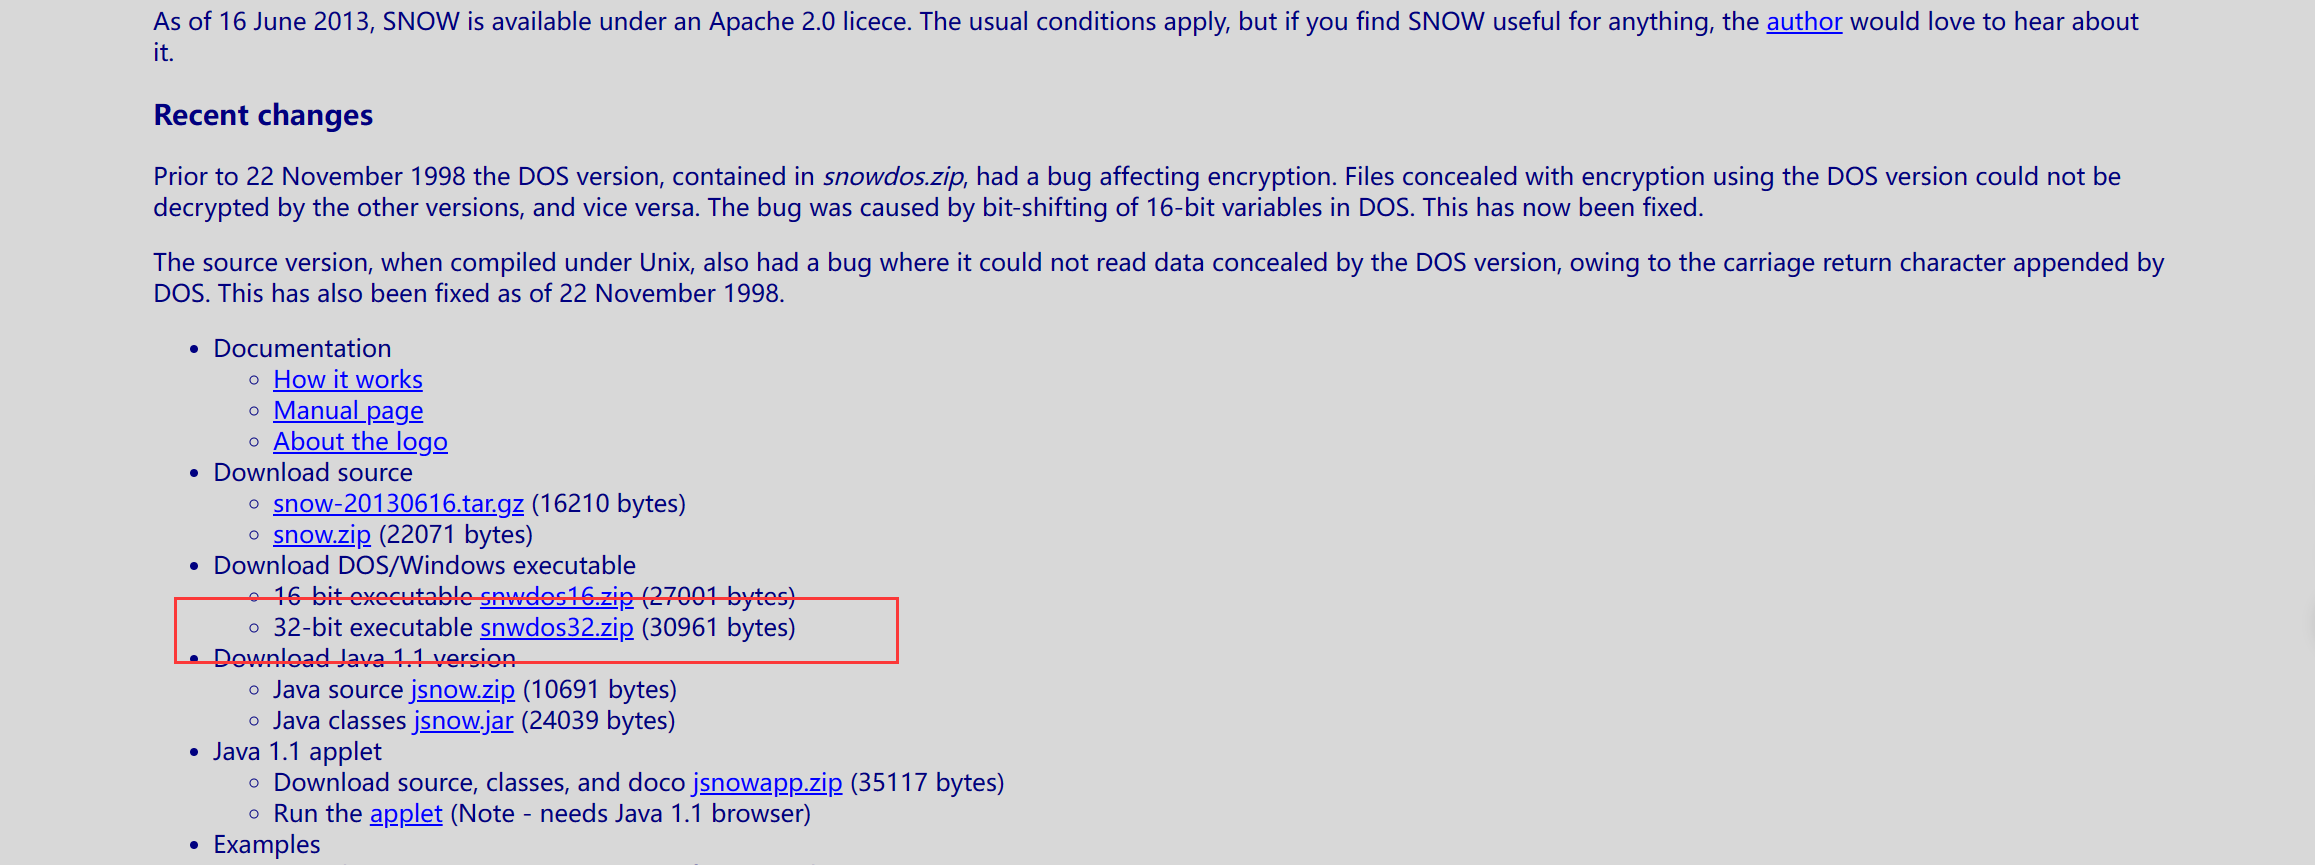 As of 16 June 2013, SNOW is available under an Apache 2.0 licece. The usual conditions apply, but if you find SNOW useful for anything, the author would love to hear about
it.
Recent changes
Prior to 22 November 1998 the DOS version, contained in snowdos.zip, had a bug affecting encryption. Files concealed with encryption using the DOS version could not be
decrypted by the other versions, and vice versa. The bug was caused by bit-shifting of 16-bit variables in DOS. This has now been fixed.
The source version, when compiled under Unix, also had a bug where it could not read data concealed by the DOS version, owing to the carriage return character appended by
DOS. This has also been fixed as of 22 November 1998.
• Documentation
◦ How it works
◦ Manual page
◦ About the logo
• Download source
◦ snow-20130616.tar.gz (16210 bytes)
◦ snow.zip (22071 bytes)
• Download DOS/Windows executable
◦ 16-bit executable snwdos16.zip (27001 bytes)
◦ 32-bit executable snwdos32.zip (30961 bytes)
• Download Java 1.1 version
◦ Java source jsnow.zip (10691 bytes)
◦ Java classes jsnow.jar (24039 bytes)
• Java 1.1 applet
◦ Download source, classes, and doco jsnowapp.zip (35117 bytes)
◦ Run the applet (Note - needs Java 1.1 browser)
• Examples